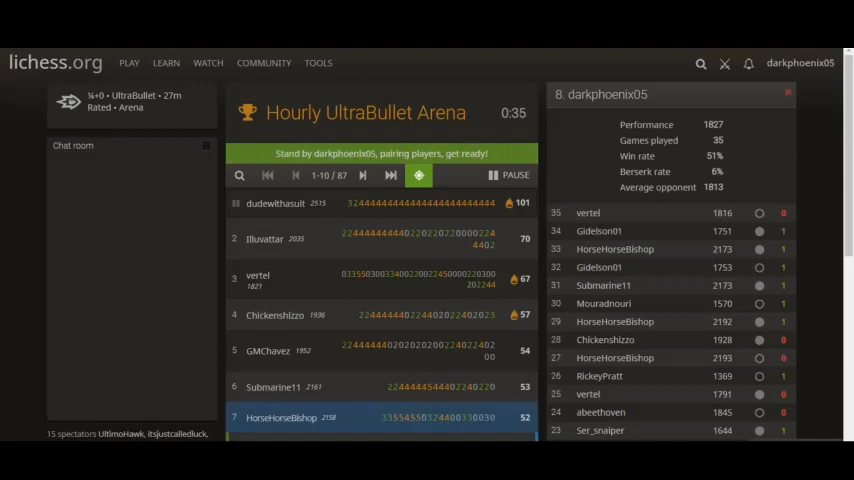 lichess.org PLAY LEARN WATCH COMMUNITY TOOLS darkphoenix05
¼+0 • UltraBullet • 27m
Rated • Arena
Chat room
15 spectators UltimoHawk, itsjustcalledluck,
Hourly UltraBullet Arena 0:35
Stand by darkphoenix05, pairing players, get ready!
1-10 / 87 PAUSE
dudewithasuit 2515 101
2 Illuvattar 2035 70
3 vertel 1821 67
4 Chickenshizzo 1936 57
5 GMChavez 1952 54
6 Submarine11 2161 53
7 HorseHorseBishop 2158 52
8. darkphoenix05
Performance 1827
Games played 35
Win rate 51%
Berserk rate 6%
Average opponent 1813
35 vertel 1816 0
34 Gidelson01 1751 1
33 HorseHorseBishop 2173 1
32 Gidelson01 1753 1
31 Submarine11 2173 1
30 Mouradnouri 1570 1
29 HorseHorseBishop 2192 1
28 Chickenshizzo 1928 0
27 HorseHorseBishop 2193 0
26 RickeyPratt 1369 1
25 vertel 1791 0
24 abeethoven 1845 0
23 Ser_sniper 1644 1